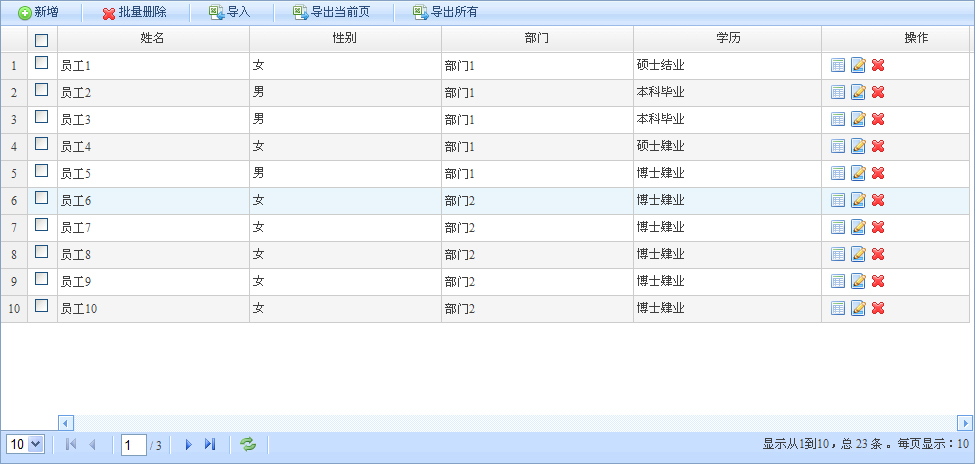 新增 批量删除 导入 导出当前页 导出所有
姓名 性别 部门 学历 操作
1 员工1 女 部门1 硕士结业
2 员工2 男 部门1 本科毕业
3 员工3 男 部门1 本科毕业
4 员工4 女 部门1 硕士肄业
5 员工5 男 部门1 博士肄业
6 员工6 女 部门2 博士肄业
7 员工7 女 部门2 博士肄业
8 员工8 女 部门2 博士肄业
9 员工9 女 部门2 博士肄业
10 员工10 女 部门2 博士肄业
10 1 / 3 显示从1到10，总 23 条 。每页显示：10